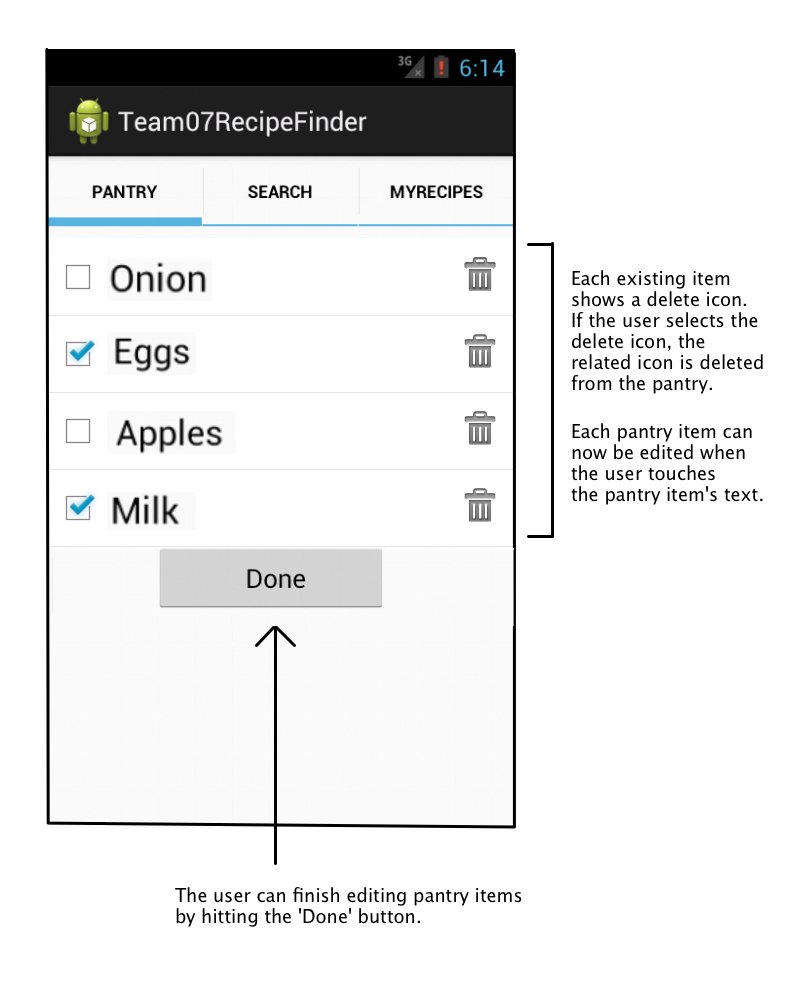 3G 6:14
Team07RecipeFinder
PANTRY SEARCH MYRECIPES
Onion
Eggs
Apples
Milk
Done
Each existing item
shows a delete icon.
If the user selects the
delete icon, the
related icon is deleted
from the pantry.
Each pantry item can
now be edited when
the user touches
the pantry item's text.
The user can finish editing pantry items
by hitting the 'Done' button.